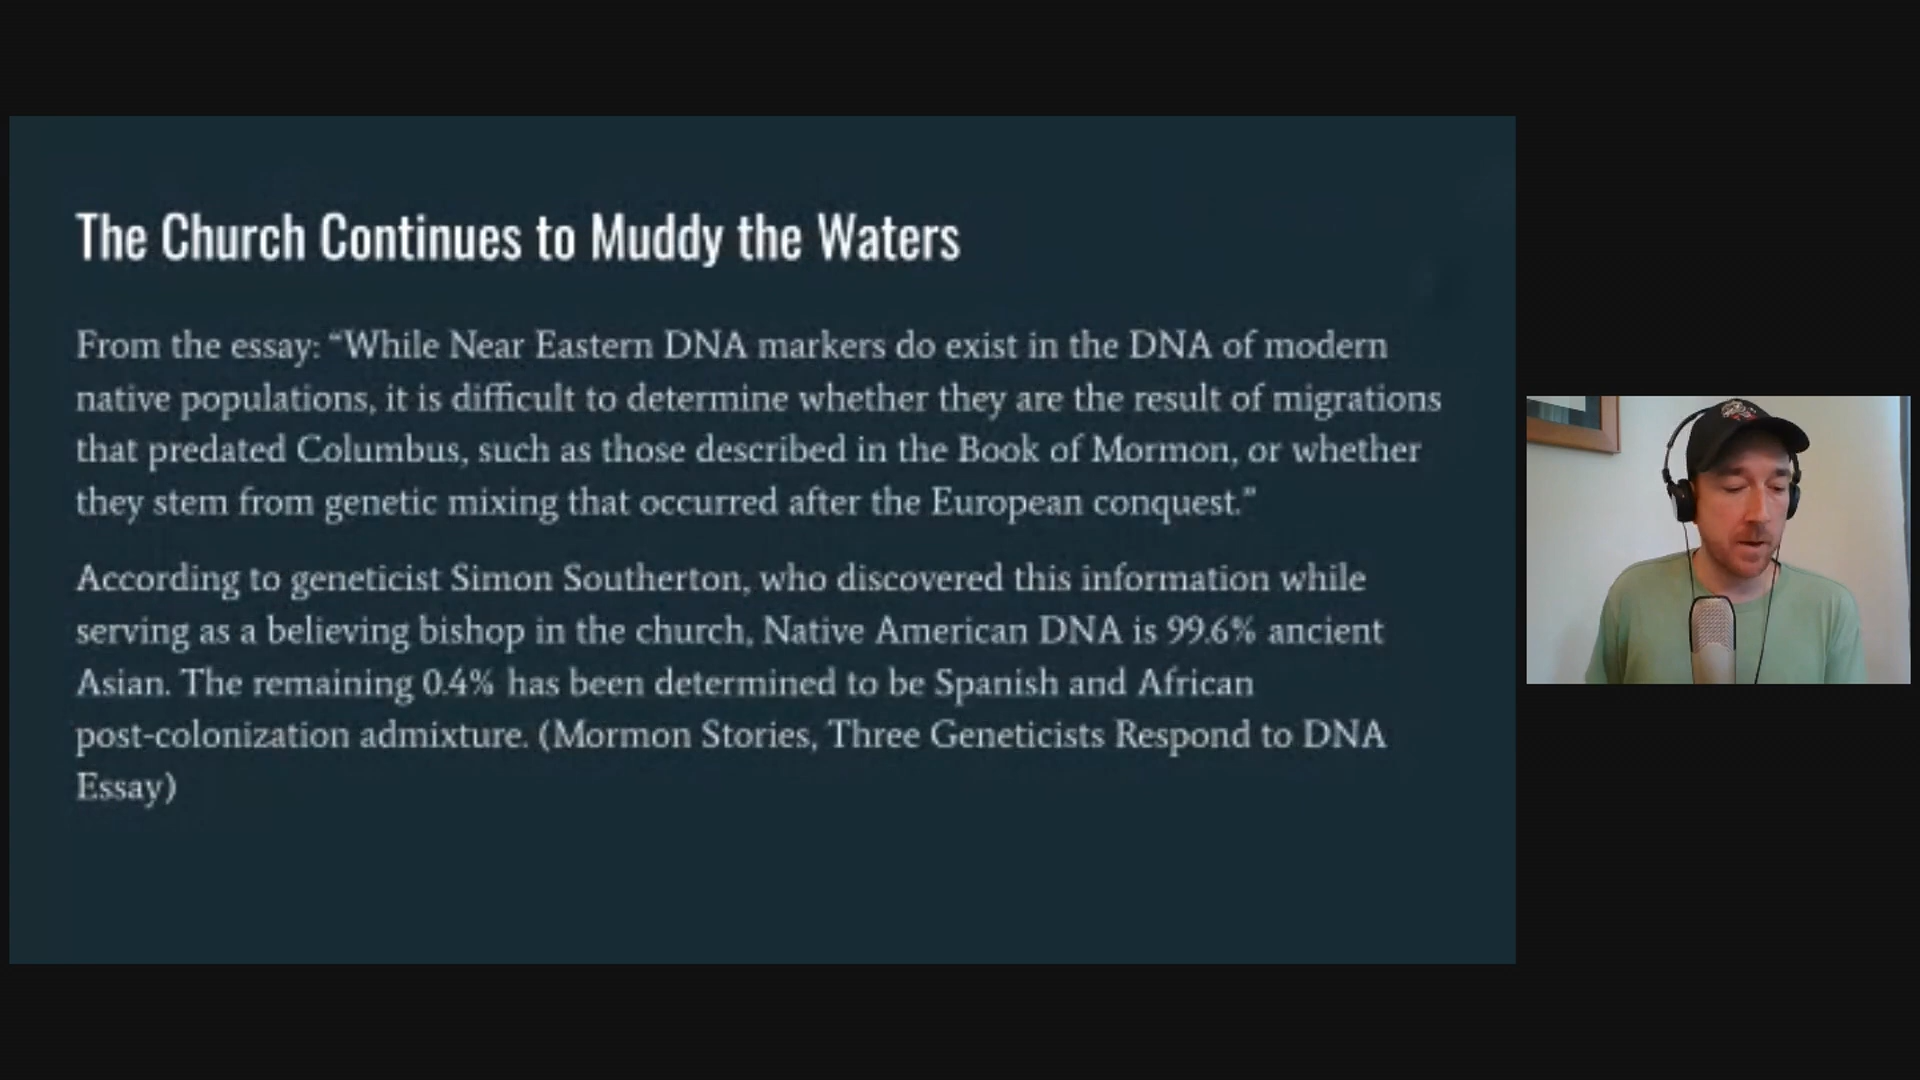 The Church Continues to Muddy the Waters
From the essay: “While Near Eastern DNA markers do exist in the DNA of modern
native populations, it is difficult to determine whether they are the result of migrations
that predated Columbus, such as those described in the Book of Mormon, or whether
they stem from genetic mixing that occurred after the European conquest.”
According to geneticist Simon Southerton, who discovered this information while
serving as a believing bishop in the church, Native American DNA is 99.6% ancient
Asian. The remaining 0.4% has been determined to be Spanish and African
post-colonization admixture. (Mormon Stories, Three Geneticists Respond to DNA
Essay)